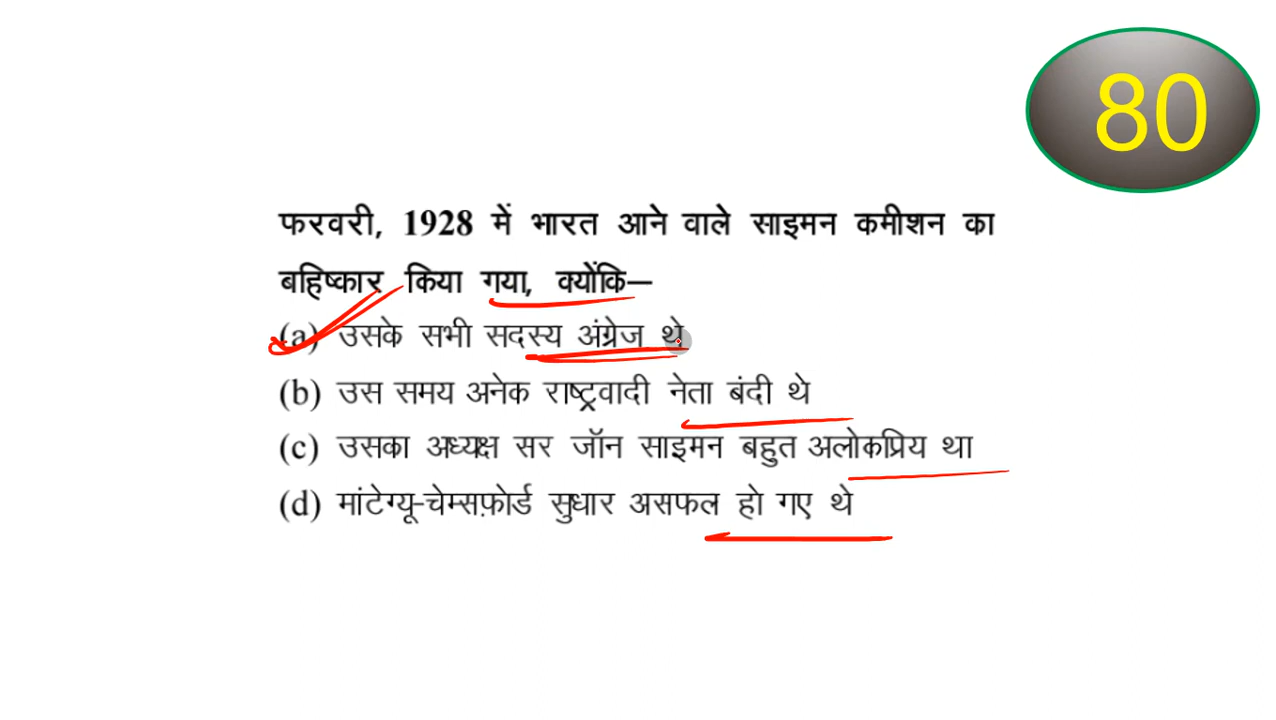 80
फरवरी, 1928 में भारत आने वाले साइमन कमीशन का
बहिष्कार किया गया, क्योंकि—
(a) उसके सभी सदस्य अंग्रेज थे
(b) उस समय अनेक राष्ट्रवादी नेता बंदी थे
(c) उसका अध्यक्ष सर जॉन साइमन बहुत अलोकप्रिय था
(d) मांटेग्यू-चेम्सफ़ोर्ड सुधार असफल हो गए थे